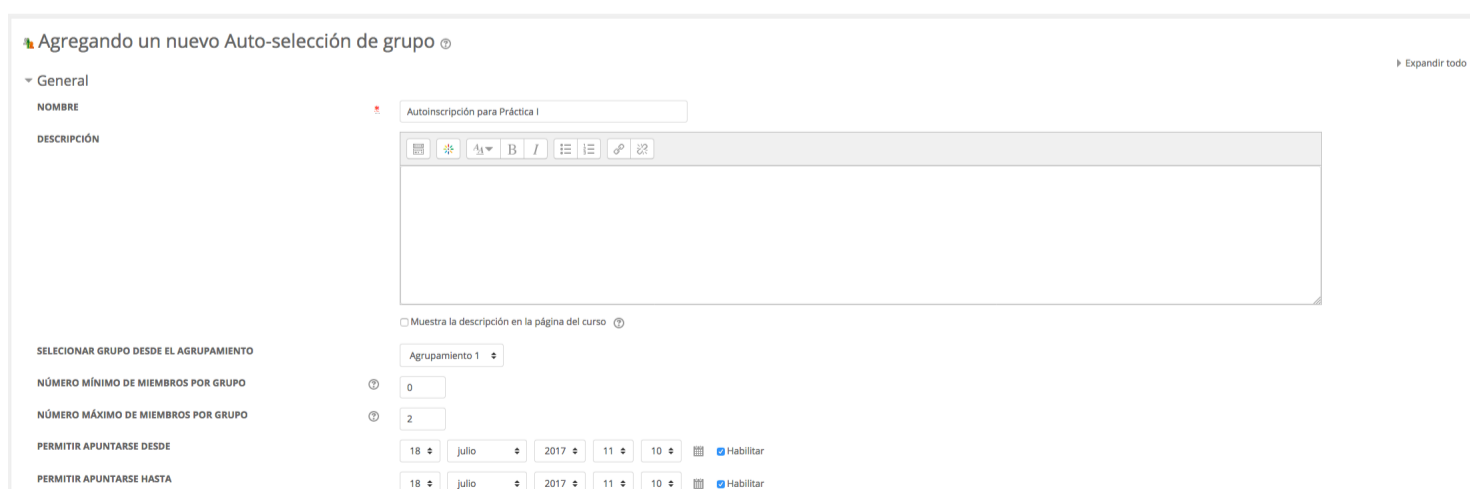 Agregando un nuevo Auto-selección de grupo
Expandir todo
General
NOMBRE
Autoinscripción para Práctica I
DESCRIPCIÓN
B I
Muestra la descripción en la página del curso
SELECIONAR GRUPO DESDE EL AGRUPAMIENTO
Agrupamiento 1
NÚMERO MÍNIMO DE MIEMBROS POR GRUPO
0
NÚMERO MÁXIMO DE MIEMBROS POR GRUPO
2
PERMITIR APUNTARSE DESDE
18 julio 2017 11 10 Habilitar
PERMITIR APUNTARSE HASTA
18 julio 2017 11 10 Habilitar